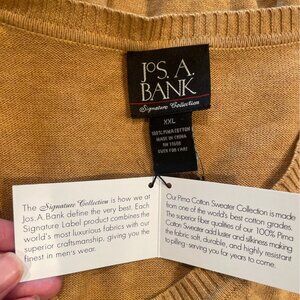 JOS. A.
BANK
Signature Collection
XXL
100% PIMA COTTON
MADE IN CHINA
RN 71608
OVER FOR CARE
The Signature Collection is how we at
Jos. A. Bank define the very best. Each
Signature Label product combines the
world's most luxurious fabrics with our
superior craftsmanship, giving you the
finest in men's wear.
Our Pima Cotton Sweater Collection is made
from one of the world's best cotton grades.
The superior fiber qualities of our 100% Pima
Cotton Sweater add luster and silkiness making
the fabric soft, durable, and highly resistant
to pilling - serving you for years to come.